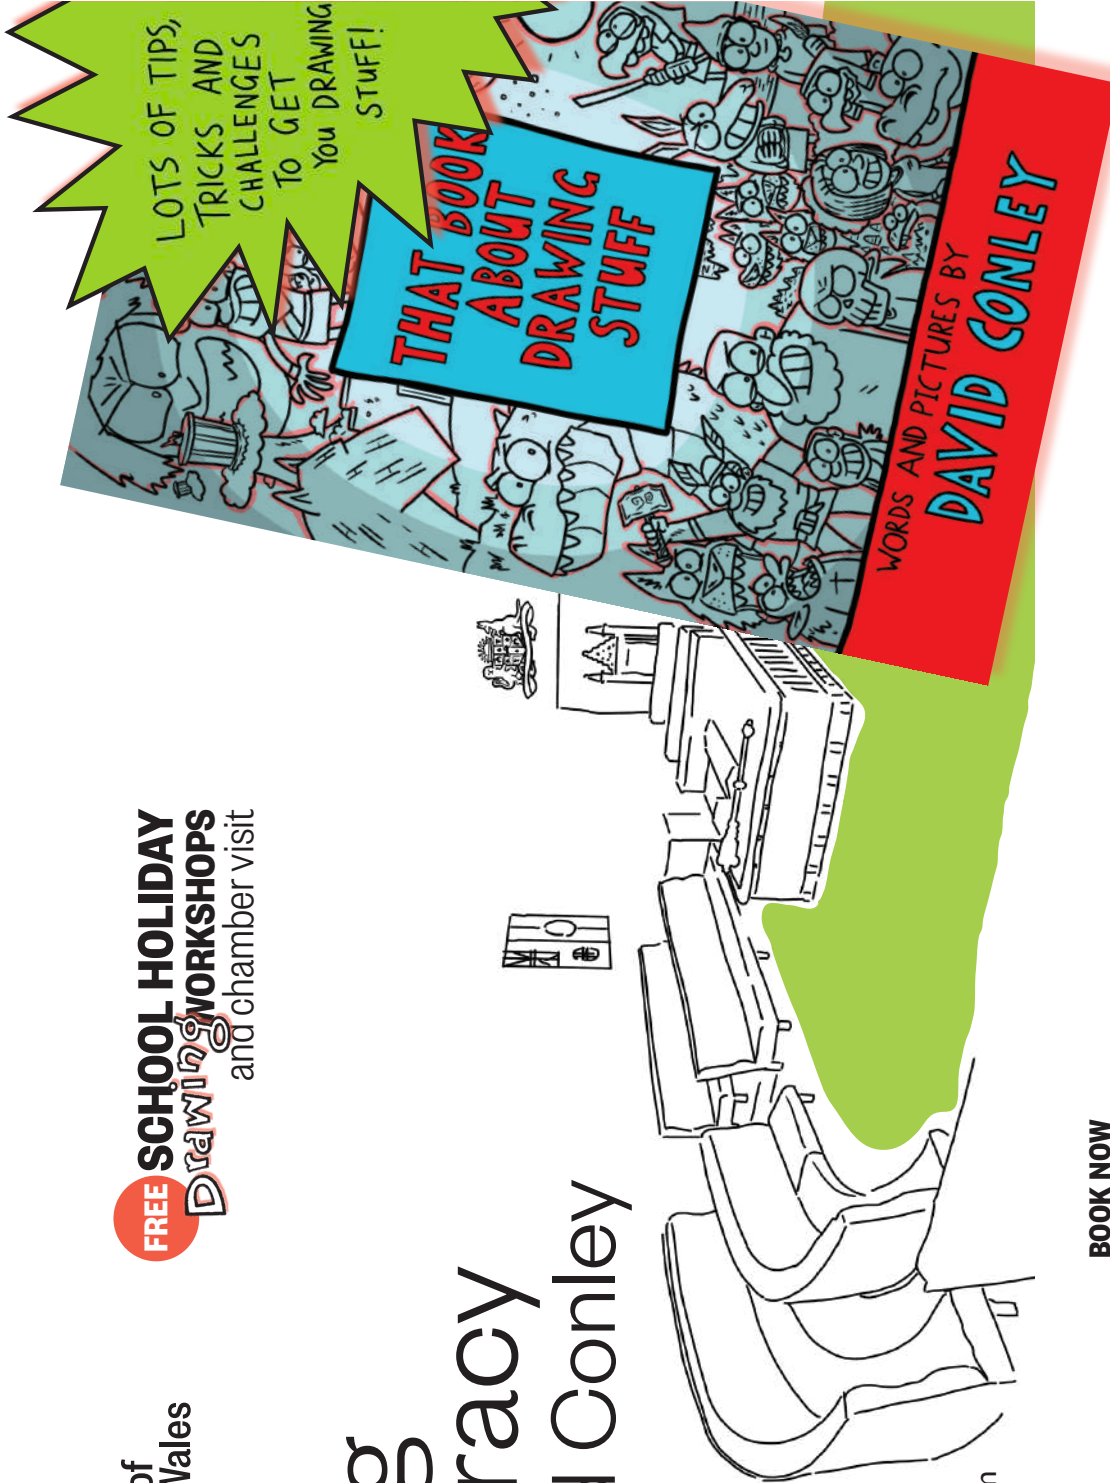 of
Wales
FREE
SCHOOL HOLIDAY
Drawing WORKSHOPS
and chamber visit
g
racy
Conley
LOTS OF TIPS,
TRICKS AND
CHALLENGES
TO GET
YOU DRAWING
STUFF!
THAT BOOK
ABOUT
DRAWING
STUFF
WORDS AND PICTURES BY
DAVID CONLEY
n
BOOK NOW